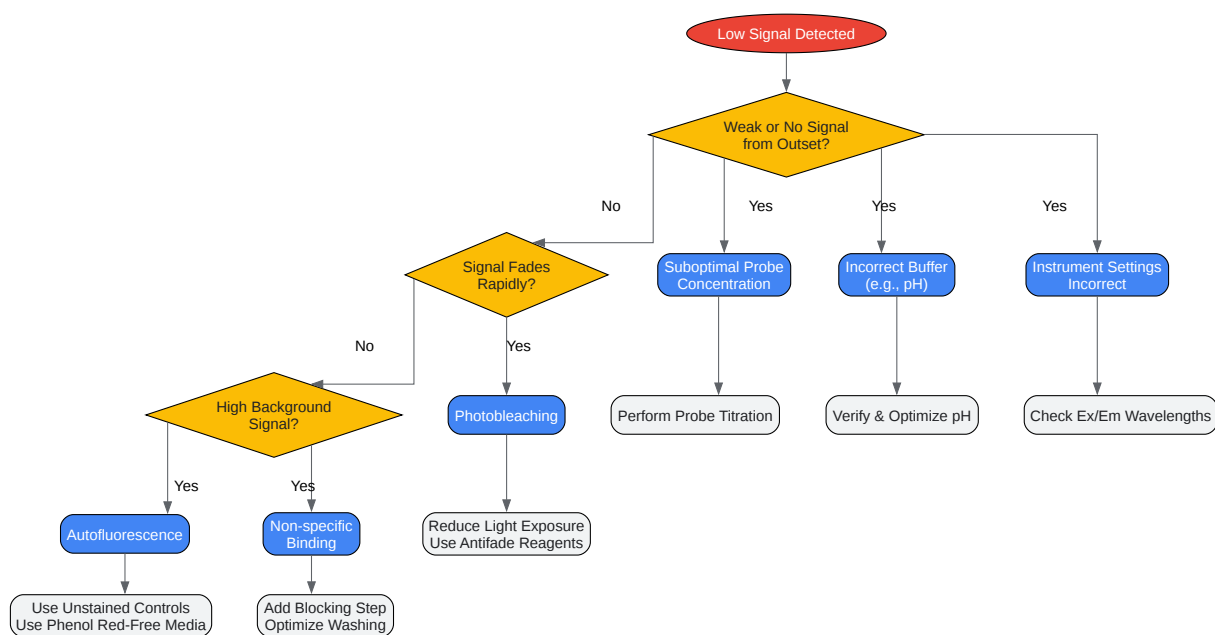 Low Signal Detected
Weak or No Signal
from Outset?
No
Yes
Yes
Yes
Signal Fades
Rapidly?
Suboptimal Probe
Concentration
Incorrect Buffer
(e.g., pH)
Instrument Settings
Incorrect
No
Yes
High Background
Signal?
Photobleaching
Perform Probe Titration
Verify & Optimize pH
Check Ex/Em Wavelengths
Yes
Yes
Autofluorescence
Non-specific
Binding
Reduce Light Exposure
Use Antifade Reagents
Use Unstained Controls
Use Phenol Red-Free Media
Add Blocking Step
Optimize Washing